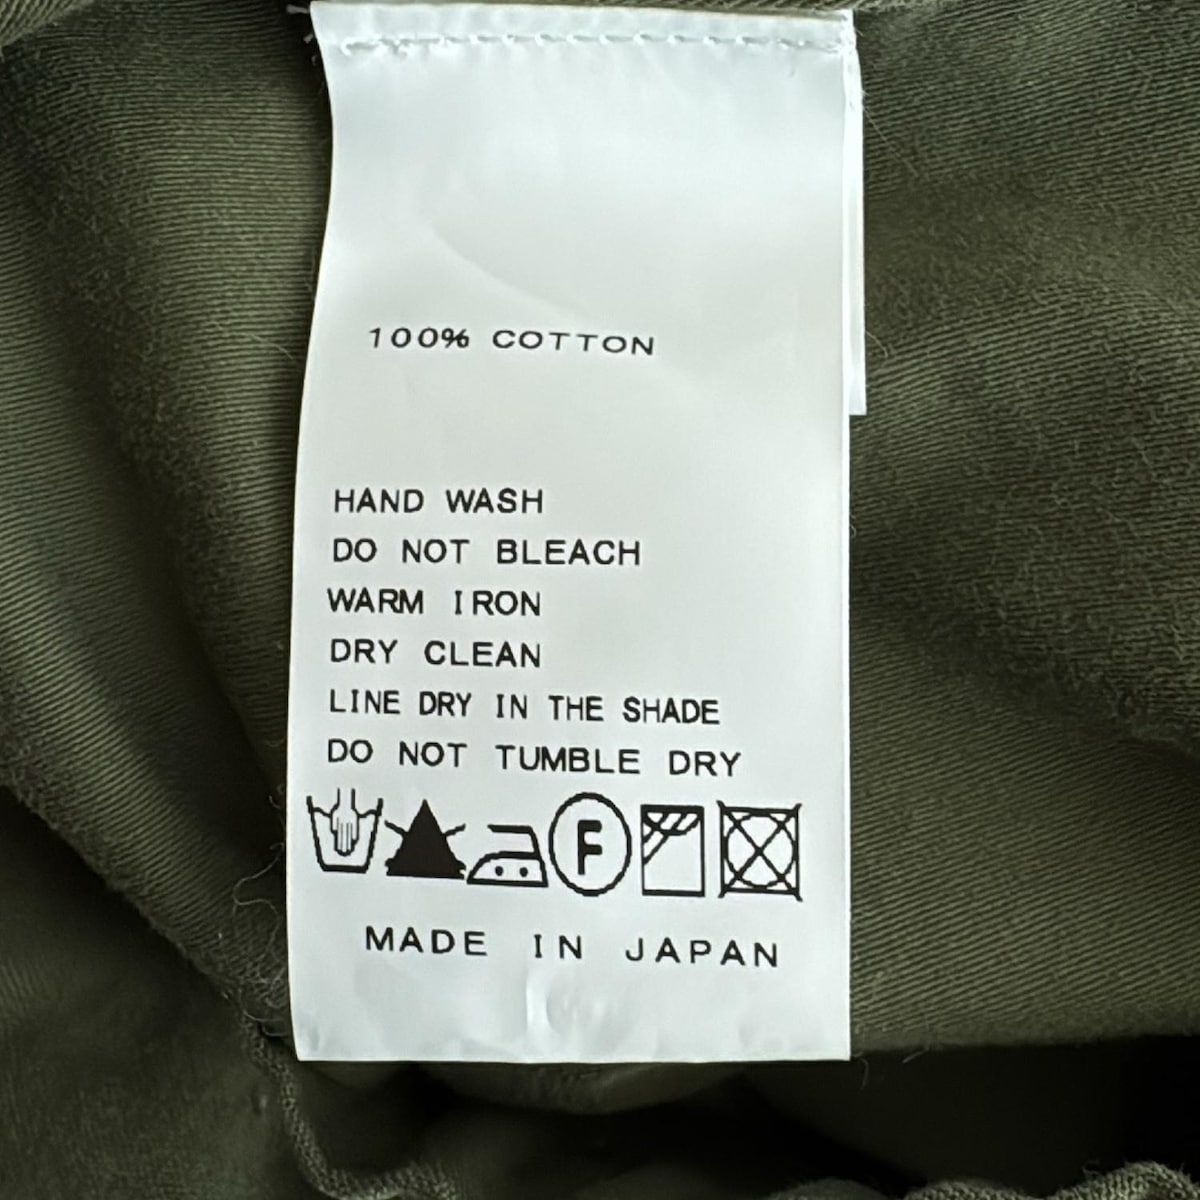 100% COTTON
HAND WASH
DO NOT BLEACH
WARM IRON
DRY CLEAN
LINE DRY IN THE SHADE
DO NOT TUMBLE DRY
F
MADE IN JAPAN